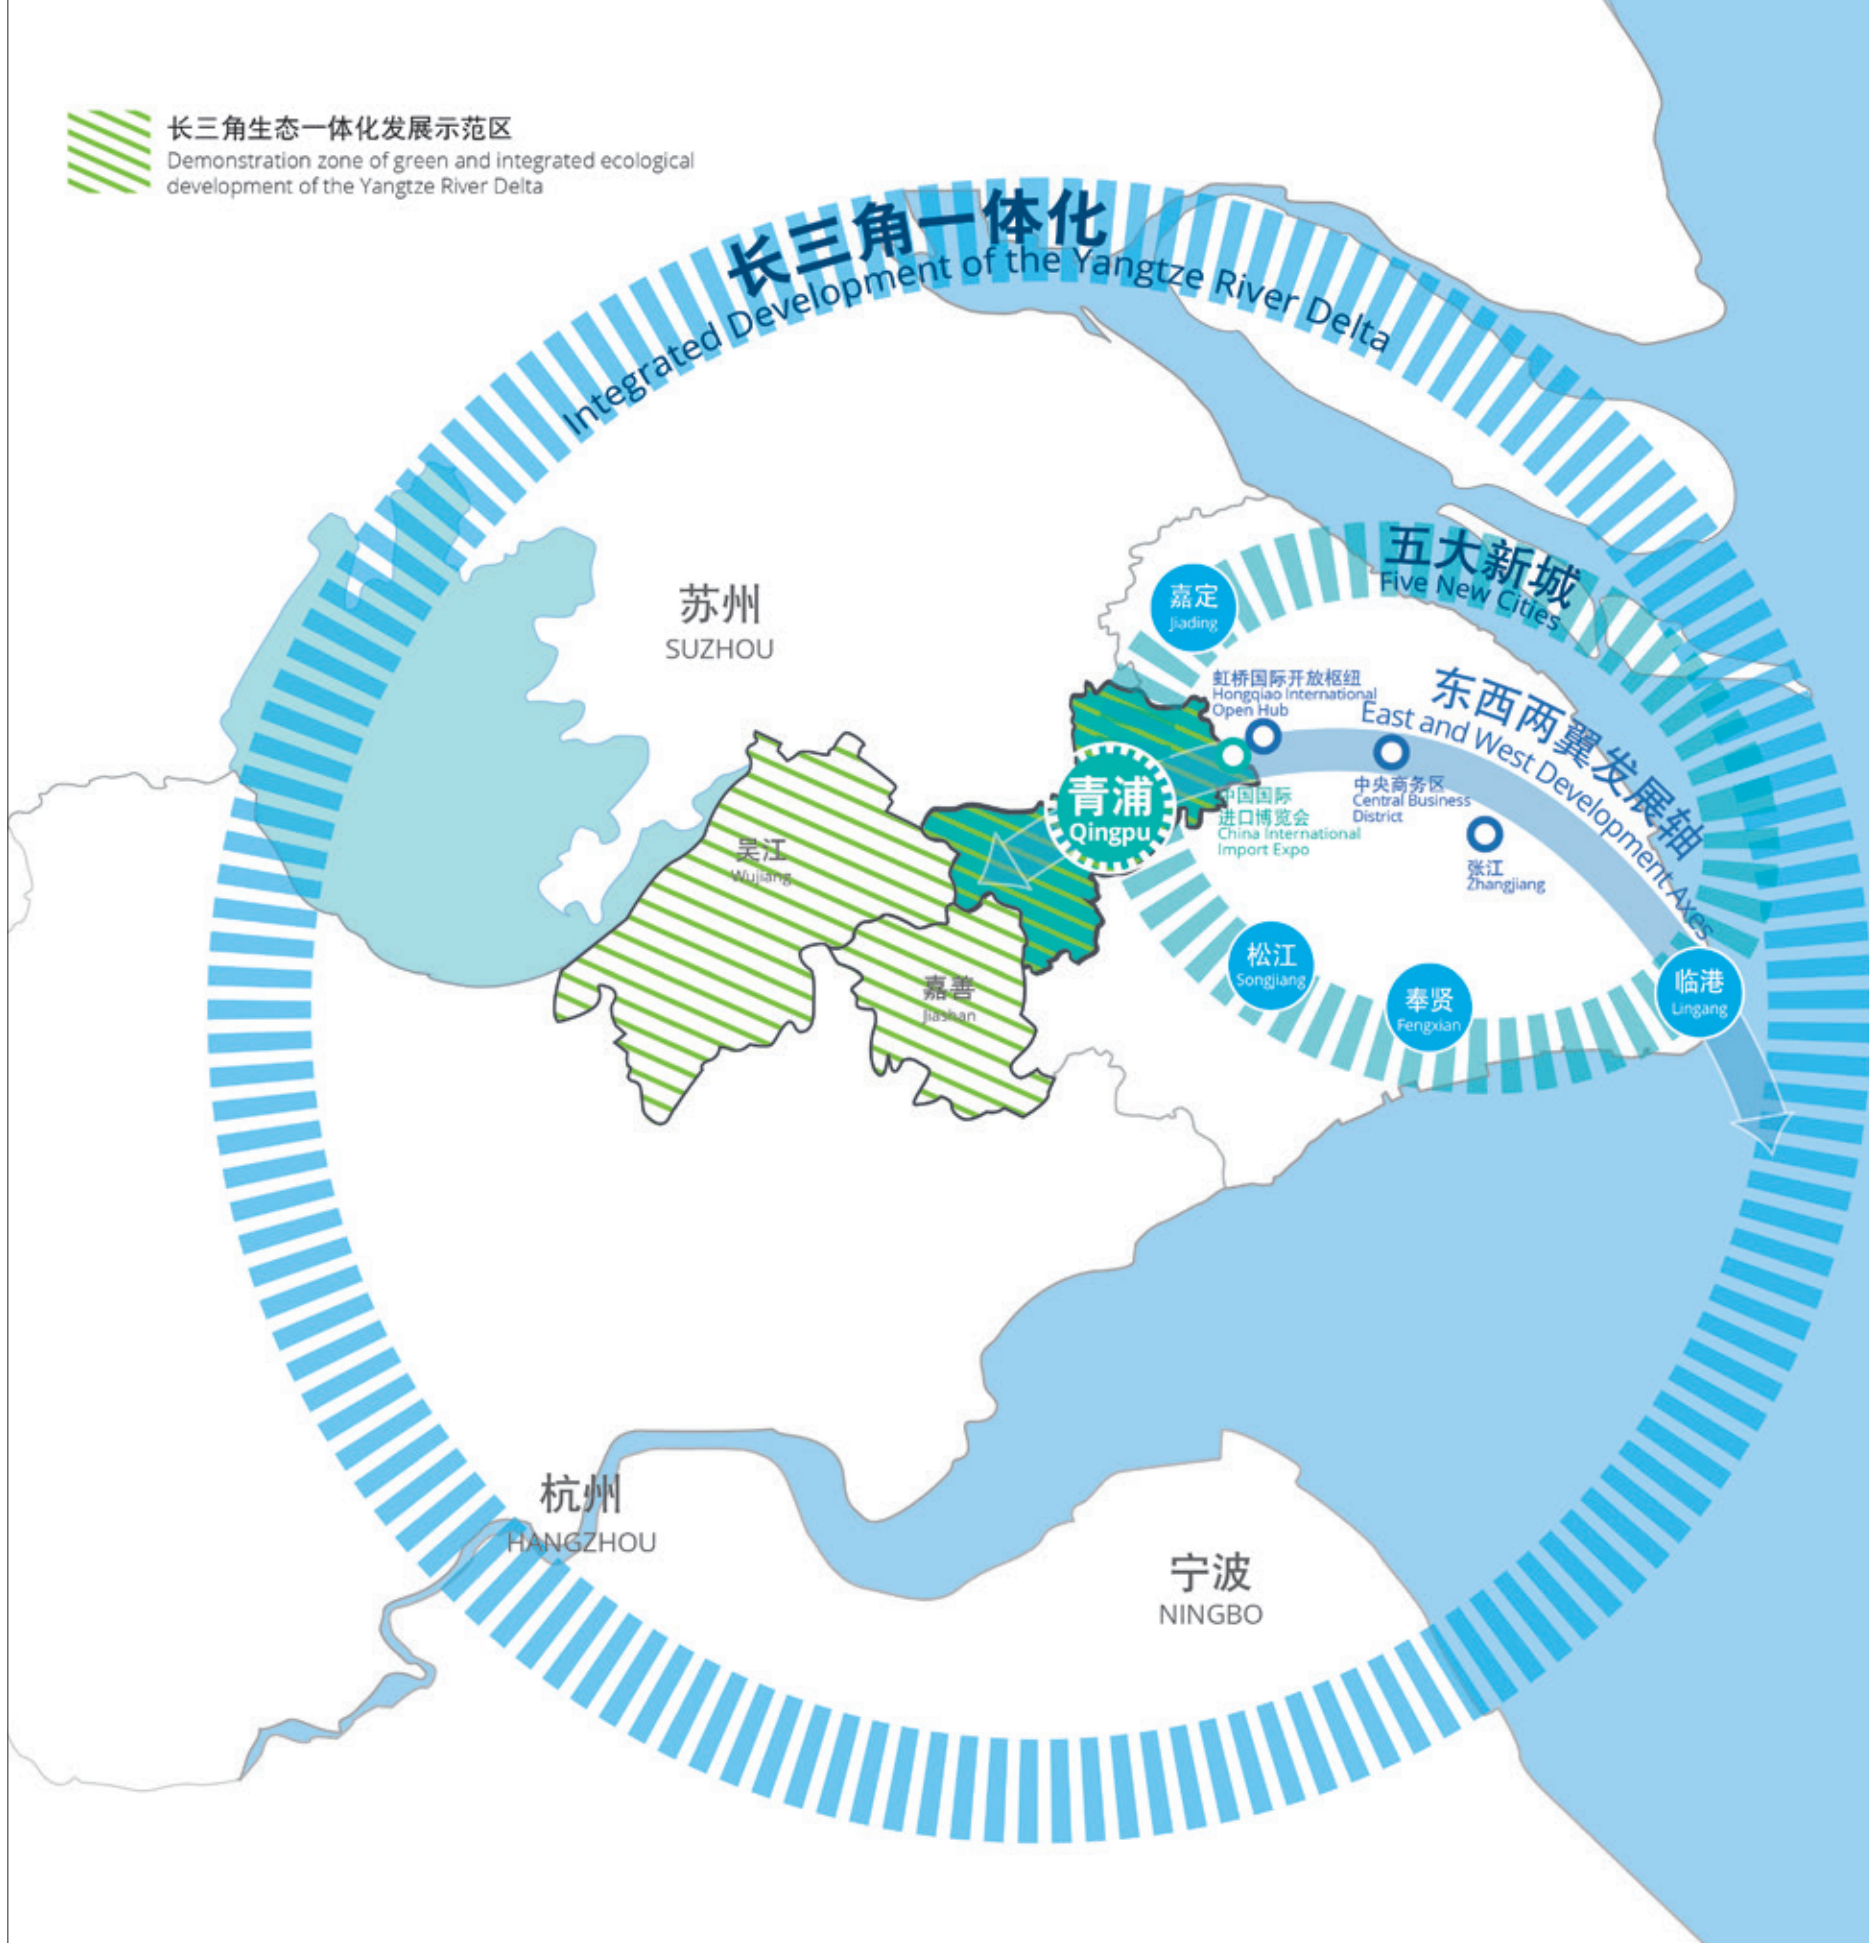 长三角生态一体化发展示范区
Demonstration zone of green and integrated ecological
development of the Yangtze River Delta
长三角一体化
Integrated Development of the Yangtze River Delta
五大新城
Five New Cities
苏州
SUZHOU
嘉定
Jiading
虹桥国际开放枢纽
Hongqiao International
Open Hub
东西两翼发展轴
East and West Development Axes
青浦
Qingpu
中国国际
进口博览会
China International
Import Expo
中央商务区
Central Business
District
张江
Zhangjiang
吴江
Wujiang
嘉善
Jiashan
松江
Songjiang
奉贤
Fengxian
临港
Lingang
杭州
HANGZHOU
宁波
NINGBO